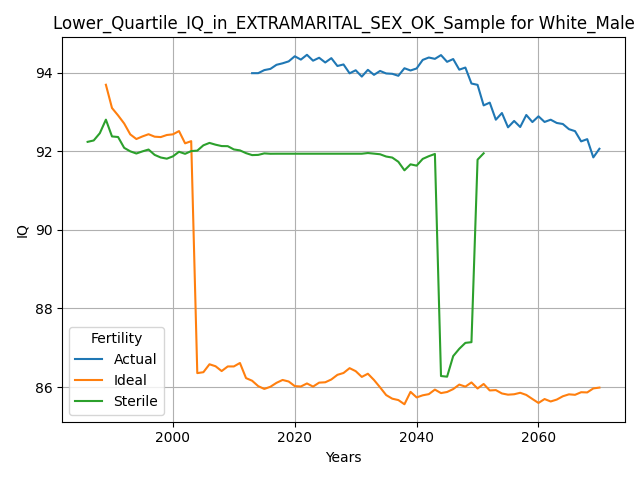 Lower_Quartile_IQ_in_EXTRAMARITAL_SEX_OK_Sample for White_Male
94
92
90
88
86
IQ
Fertility
Actual
Ideal
Sterile
2000
2020
2040
2060
Years